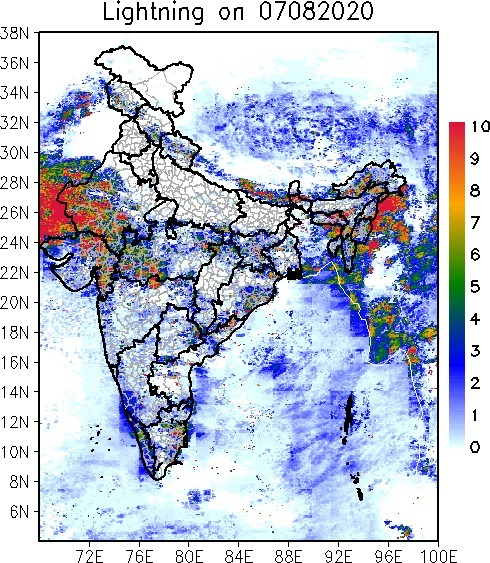 Lightning on 07082020
38N
36N
34N
32N
30N
28N
26N
24N
22N
20N
18N
16N
14N
12N
10N
8N
6N
72E 76E 80E 84E 88E 92E 96E 100E
10
9
8
7
6
5
4
3
2
1
0